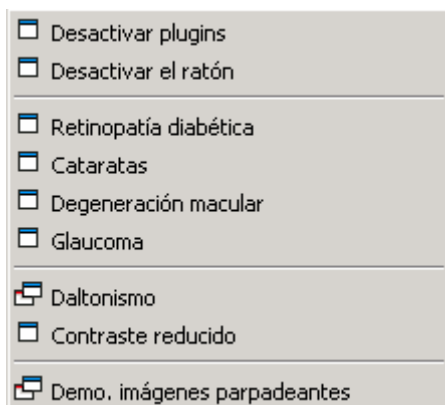 Desactivar plugins
Desactivar el ratón
Retinopatía diabética
Cataratas
Degeneración macular
Glaucoma
Daltonismo
Contraste reducido
Demo. imágenes parpadeantes